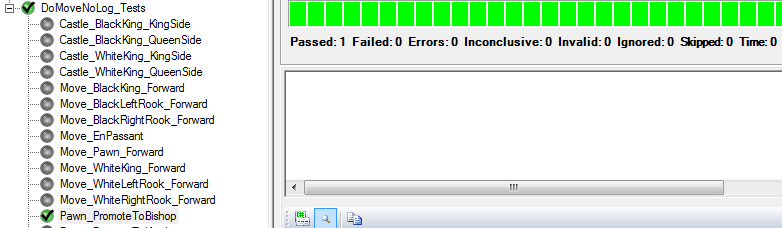 DoMoveNoLog_Tests
Castle_BlackKing_KingSide
Castle_BlackKing_QueenSide
Castle_WhiteKing_KingSide
Castle_WhiteKing_QueenSide
Move_BlackKing_Forward
Move_BlackLeftRook_Forward
Move_BlackRightRook_Forward
Move_EnPassant
Move_Pawn_Forward
Move_WhiteKing_Forward
Move_WhiteLeftRook_Forward
Move_WhiteRightRook_Forward
Pawn_PromoteToBishop
Passed: 1 Failed: 0 Errors: 0 Inconclusive: 0 Invalid: 0 Ignored: 0 Skipped: 0 Time: 0